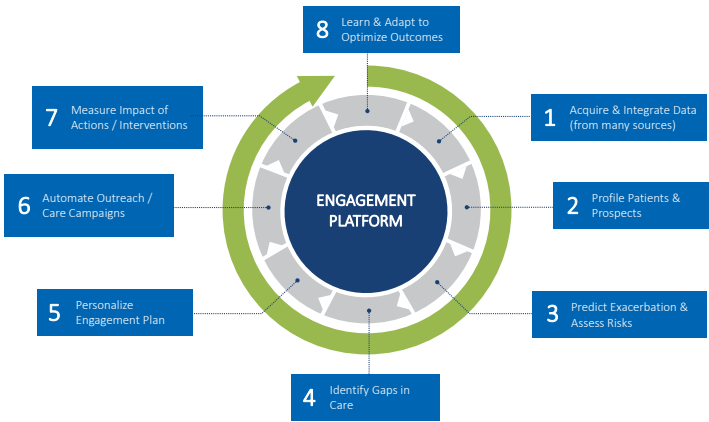 8
Learn & Adapt to
Optimize Outcomes
7
Measure Impact of
Actions / Interventions
1
Acquire & Integrate Data
(from many sources)
6
Automate Outreach /
Care Campaigns
ENGAGEMENT
PLATFORM
2
Profile Patients &
Prospects
5
Personalize
Engagement Plan
3
Predict Exacerbation &
Assess Risks
4
Identify Gaps in
Care